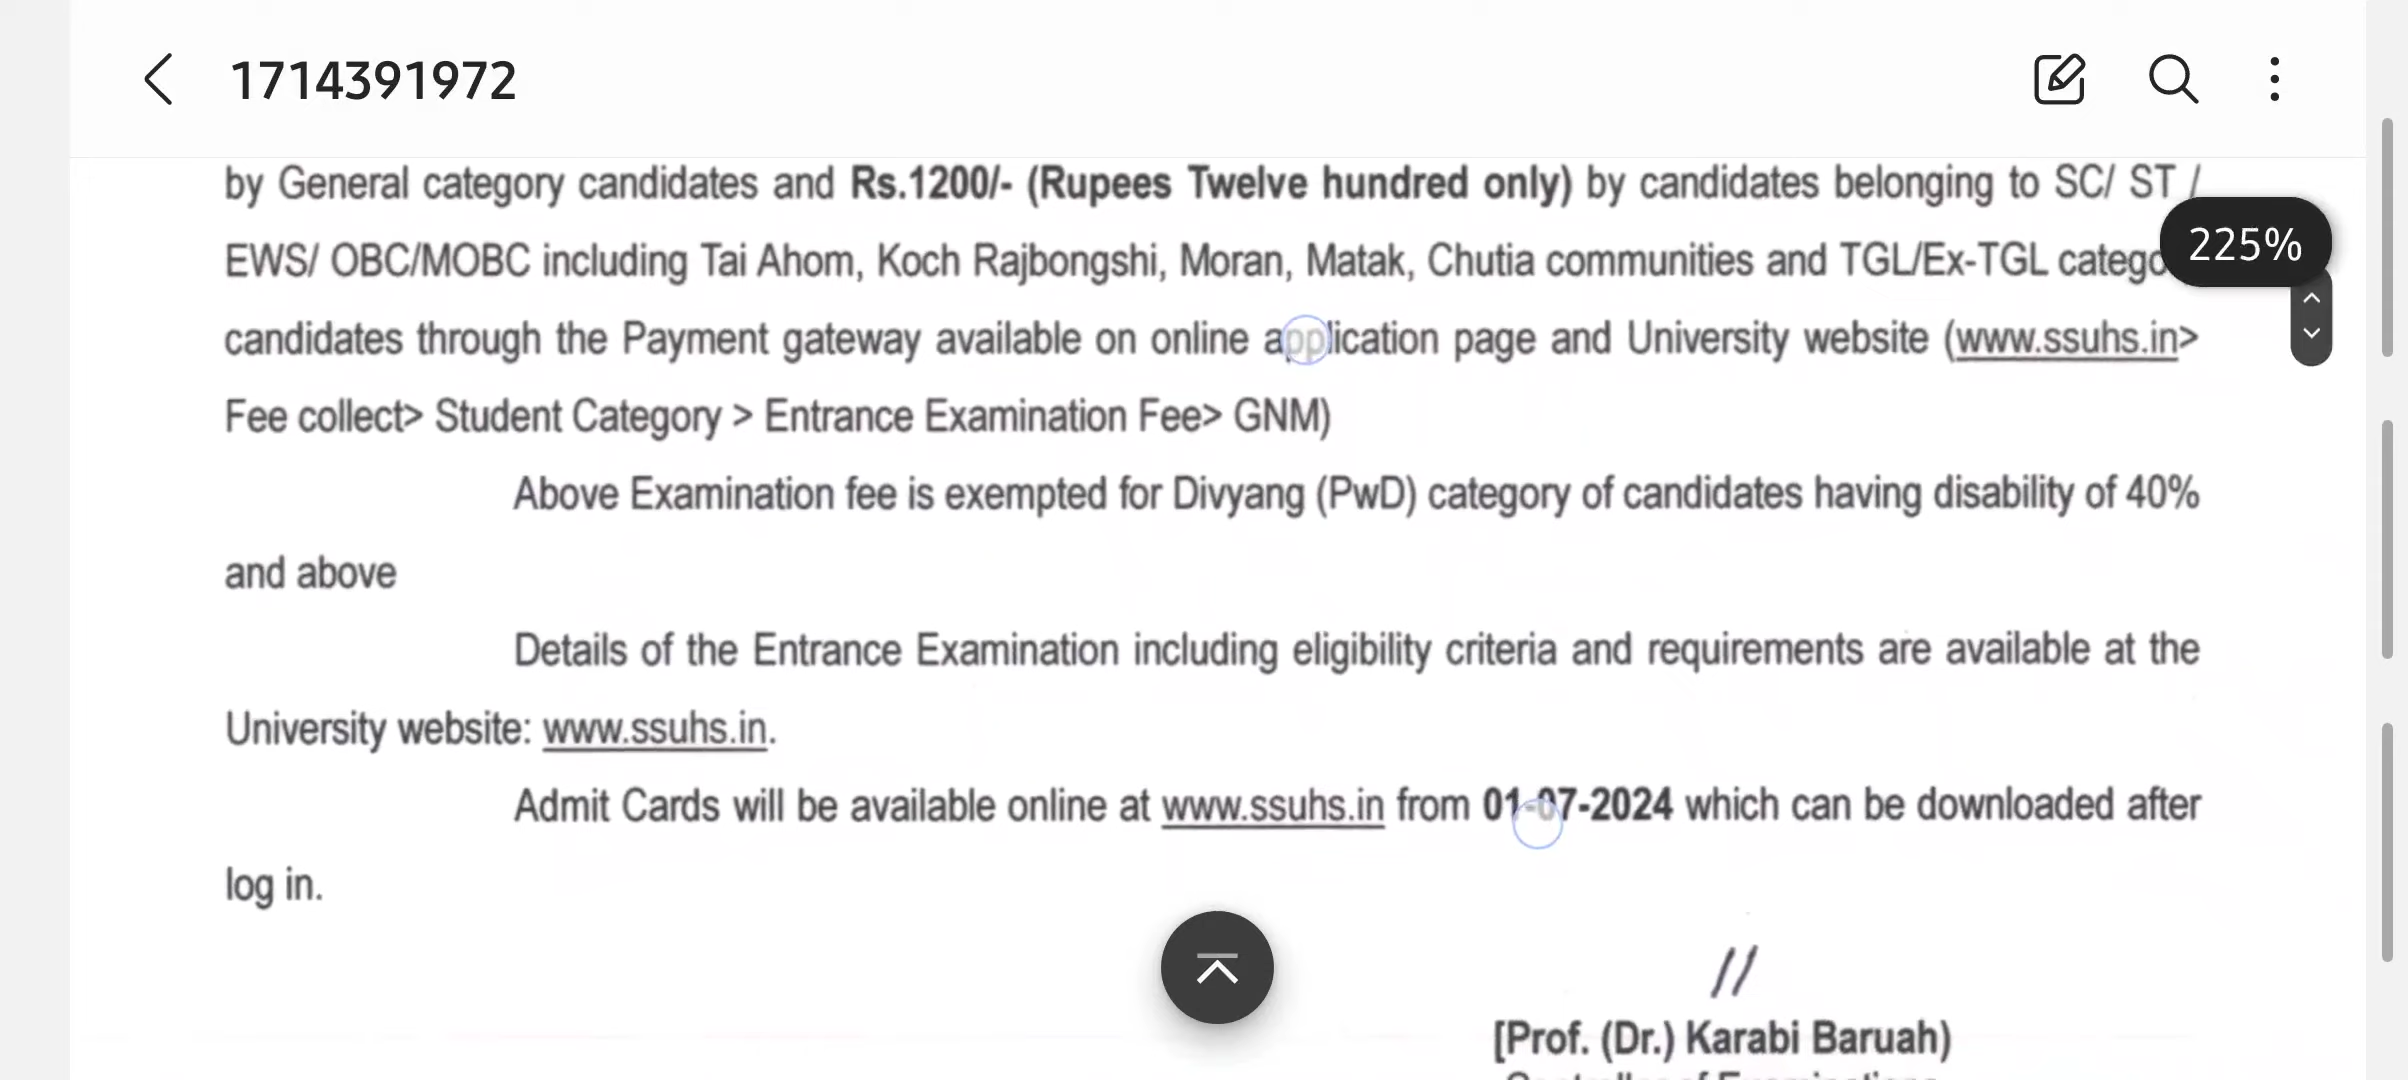 1714391972
by General category candidates and Rs.1200/- (Rupees Twelve hundred only) by candidates belonging to SC/ ST /
225%
EWS/ OBC/MOBC including Tai Ahom, Koch Rajbongshi, Moran, Matak, Chutia communities and TGL/Ex-TGL
candidates through the Payment gateway available on online application page and University website (www.ssuhs.in>
Fee collect> Student Category > Entrance Examination Fee> GNM)
Above Examination fee is exempted for Divyang (PwD) category of candidates having disability of 40%
and above
Details of the Entrance Examination including eligibility criteria and requirements are available at the
University website: www.ssuhs.in.
Admit Cards will be available online at www.ssuhs.in from 01-07-2024 which can be downloaded after
log in.
[Prof. (Dr.) Karabi Baruah)